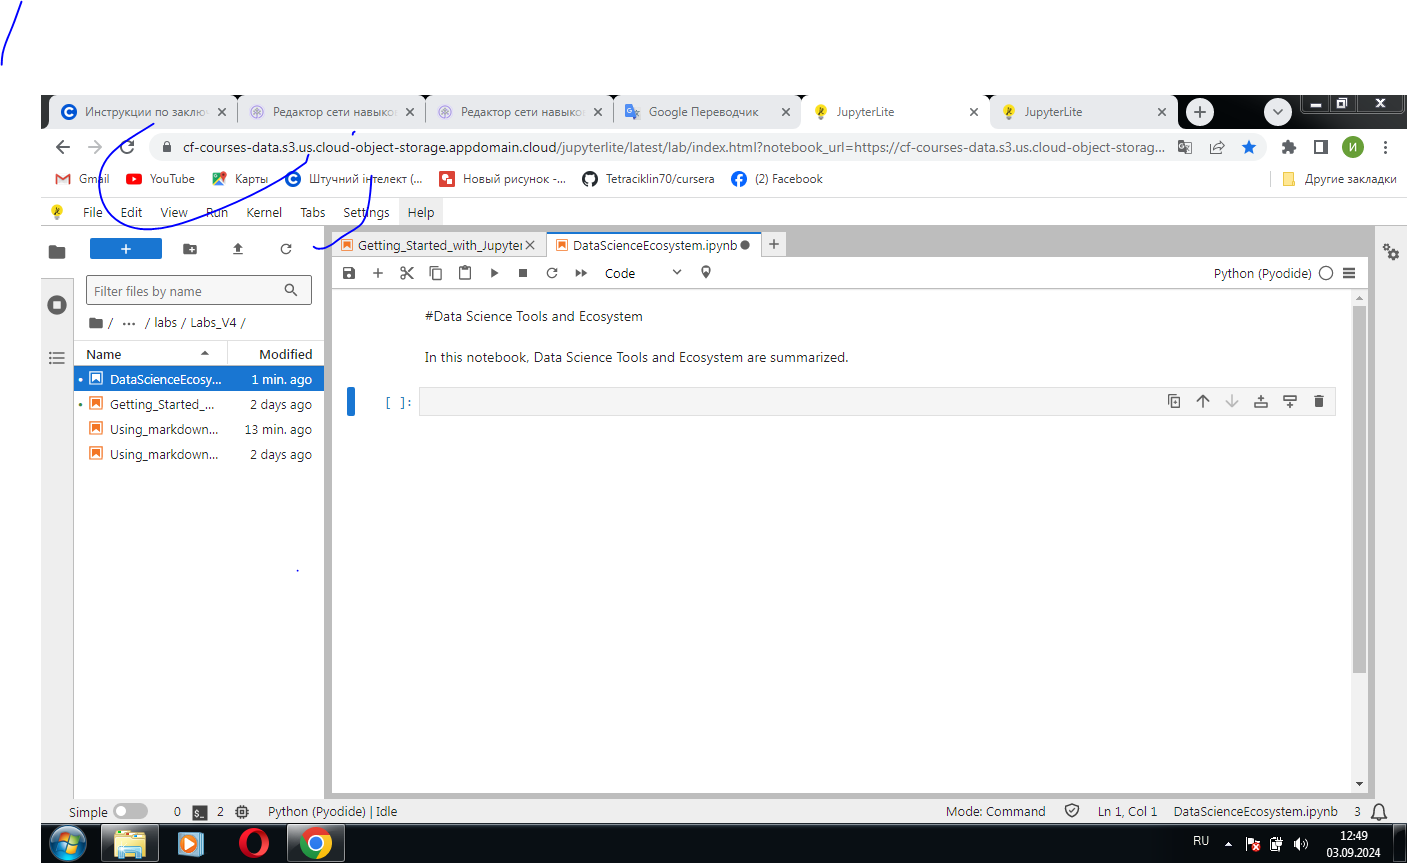 Инструкции по заклю
Редактор сети навыко
Редактор сети навыко
Google Переводчик
JupyterLite
JupyterLite
cf-courses-data.s3.us.cloud-object-storage.appdomain.cloud/jupyterlite/latest/lab/index.html?notebook_url=https://cf-courses-data.s3.us.cloud-object-storag...
И
Gmail
YouTube
Карты
Штучний інтелект (...
Новый рисунок -...
Tetraciklin70/cursera
(2) Facebook
Другие закладки
File Edit View Run Kernel Tabs Settings Help
Getting_Started_with_Jupyter
DataScienceEcosystem.ipynb
Code
Python (Pyodide)
Filter files by name
/ ··· / labs / Labs_V4 /
Name Modified
DataScienceEcosy... 1 min. ago
Getting_Started_... 2 days ago
Using_markdown... 13 min. ago
Using_markdown... 2 days ago
#Data Science Tools and Ecosystem
In this notebook, Data Science Tools and Ecosystem are summarized.
[ ]:
Simple 0 $_ 2 Python (Pyodide) | Idle
Mode: Command Ln 1, Col 1 DataScienceEcosystem.ipynb 3
RU
12:49
03.09.2024